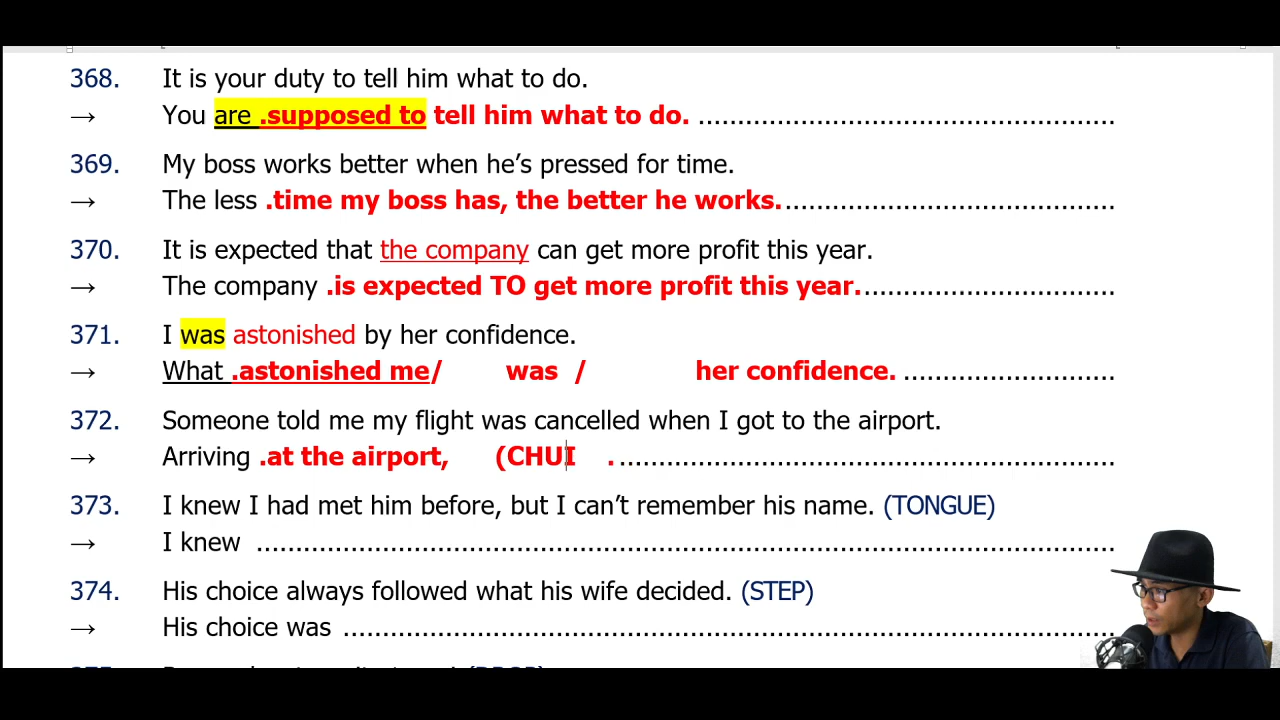 368. It is your duty to tell him what to do.
→ You are .supposed to tell him what to do. ................................................
369. My boss works better when he's pressed for time.
→ The less .time my boss has, the better he works...........................................
370. It is expected that the company can get more profit this year.
→ The company .is expected TO get more profit this year.................................
371. I was astonished by her confidence.
→ What .astonished me/ was / her confidence. ...........................
372. Someone told me my flight was cancelled when I got to the airport.
→ Arriving .at the airport, (CHUI . ...............................................................
373. I knew I had met him before, but I can't remember his name. (TONGUE)
→ I knew .............................................................................................................
374. His choice always followed what his wife decided. (STEP)
→ His choice was ..................................................................................................